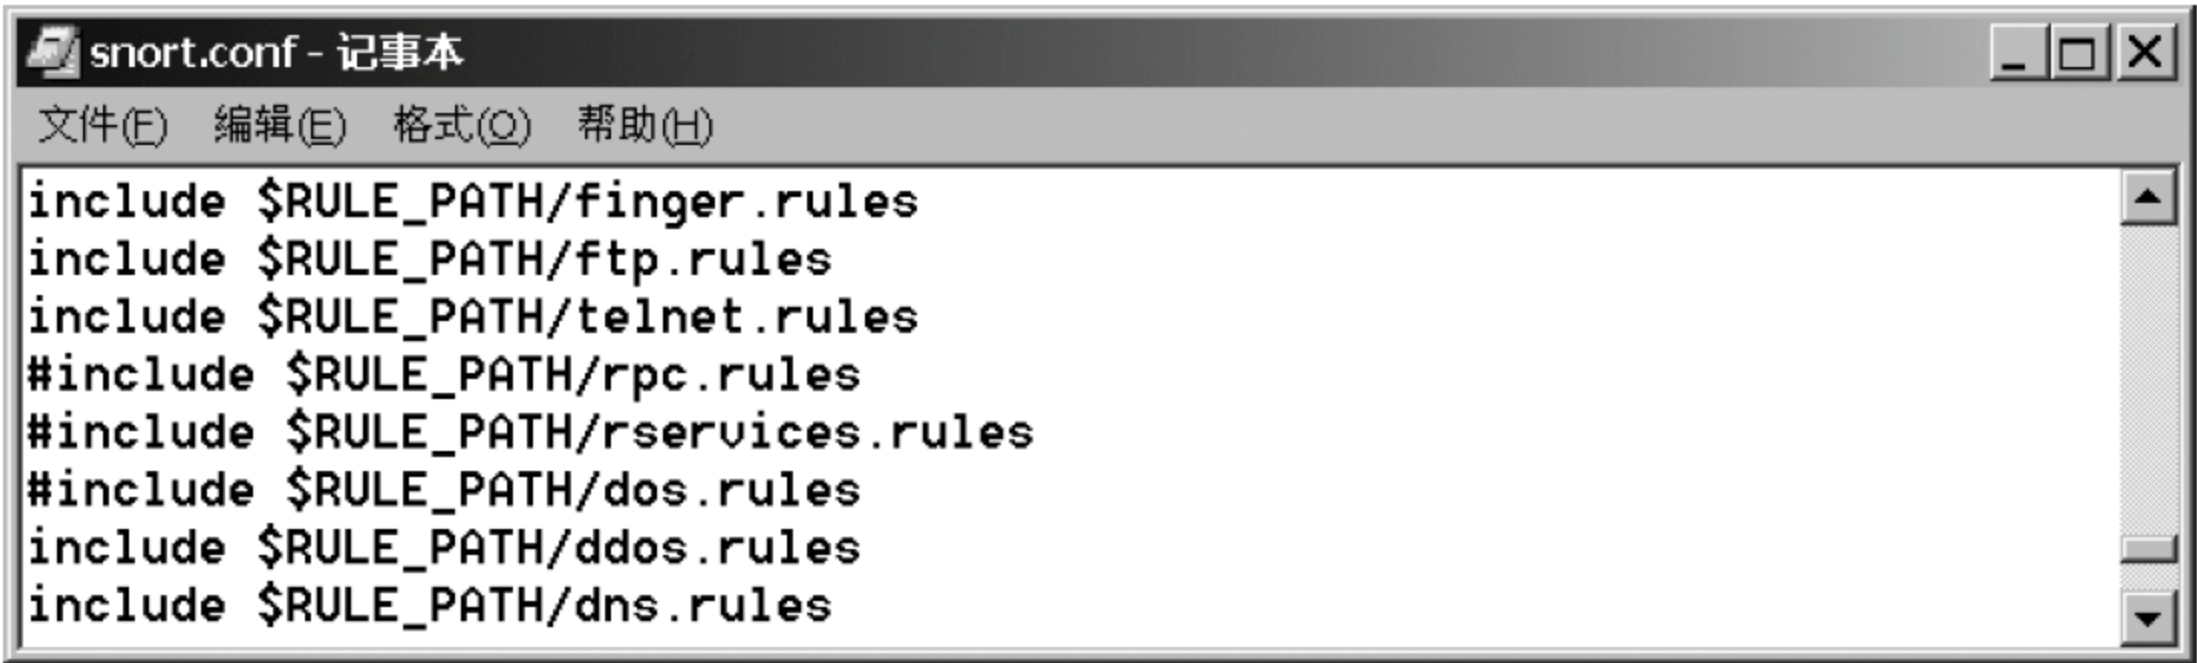 snort.conf - 记事本
文件(F) 编辑(E) 格式(O) 帮助(H)
include $RULE_PATH/finger.rules
include $RULE_PATH/ftp.rules
include $RULE_PATH/telnet.rules
#include $RULE_PATH/rpc.rules
#include $RULE_PATH/rservices.rules
#include $RULE_PATH/dos.rules
include $RULE_PATH/ddos.rules
include $RULE_PATH/dns.rules